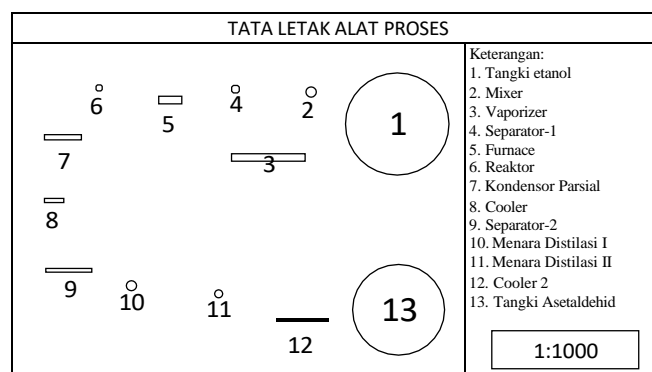 TATA LETAK ALAT PROSES
6
5
4
2
1
7
3
8
9
10
11
12
13
Keterangan:
1. Tangki etanol
2. Mixer
3. Vaporizer
4. Separator-1
5. Furnace
6. Reaktor
7. Kondensor Parsial
8. Cooler
9. Separator-2
10. Menara Distilasi I
11. Menara Distilasi II
12. Cooler 2
13. Tangki Asetaldehid
1:1000